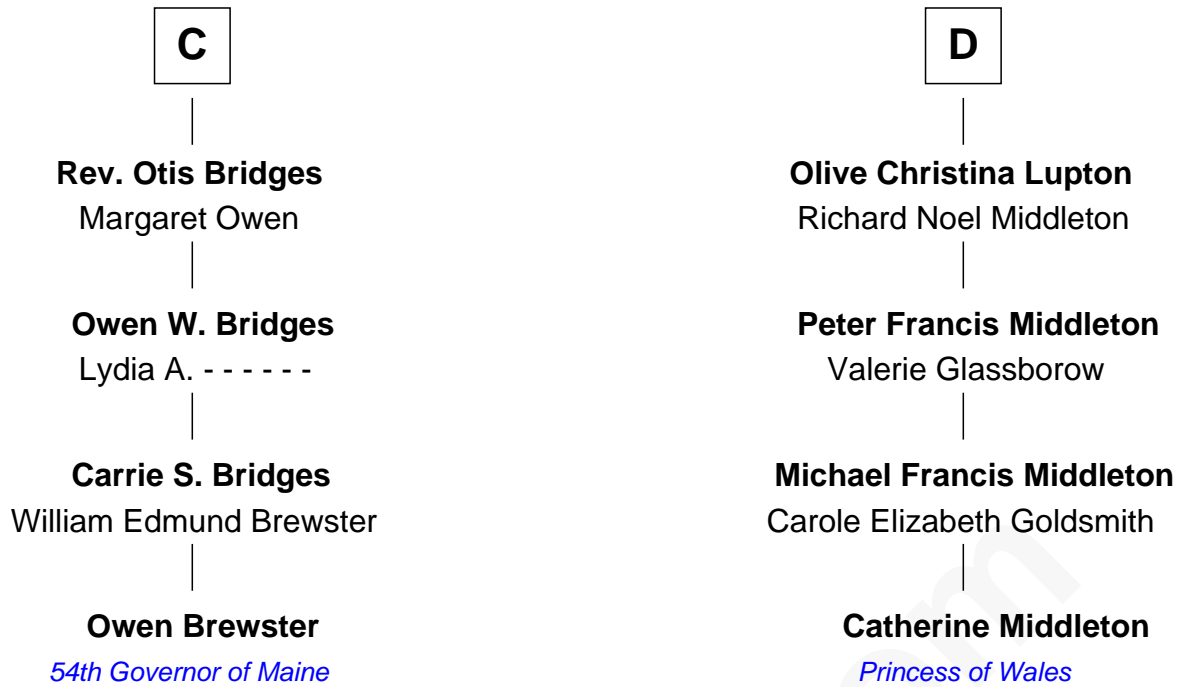 C
Rev. Otis Bridges
Margaret Owen
Owen W. Bridges
Lydia A. - - - - - -
Carrie S. Bridges
William Edmund Brewster
Owen Brewster
54th Governor of Maine
D
Olive Christina Lupton
Richard Noel Middleton
Peter Francis Middleton
Valerie Glassborow
Michael Francis Middleton
Carole Elizabeth Goldsmith
Catherine Middleton
Princess of Wales